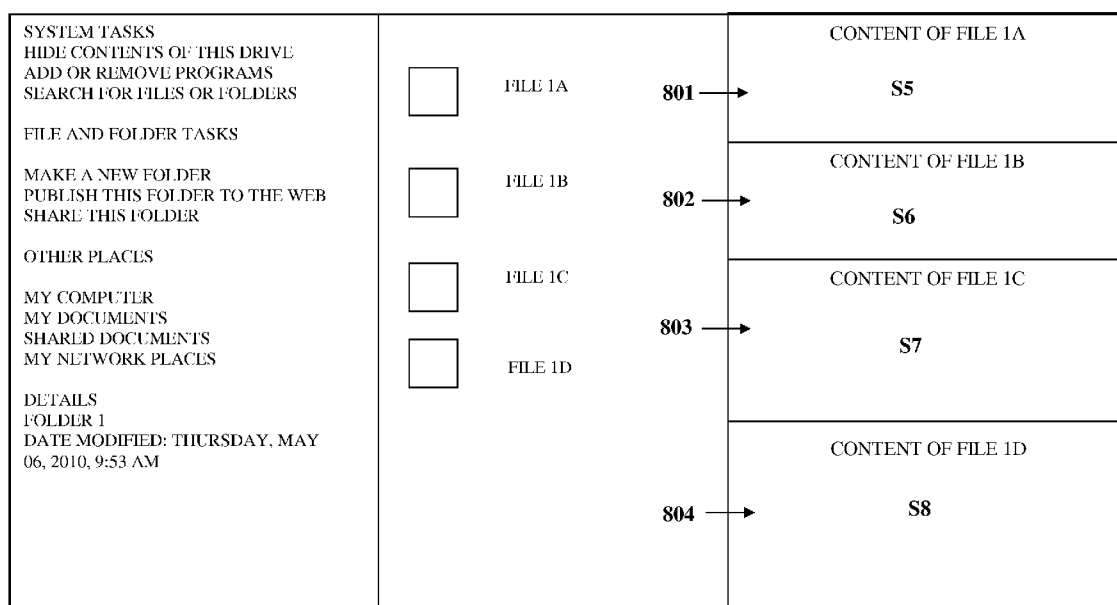 SYSTEM TASKS
HIDE CONTENTS OF THIS DRIVE
ADD OR REMOVE PROGRAMS
SEARCH FOR FILES OR FOLDERS
FILE AND FOLDER TASKS
MAKE A NEW FOLDER
PUBLISH THIS FOLDER TO THE WEB
SHARE THIS FOLDER
OTHER PLACES
MY COMPUTER
MY DOCUMENTS
SHARED DOCUMENTS
MY NETWORK PLACES
DETAILS
FOLDER 1
DATE MODIFIED: THURSDAY, MAY
06, 2010, 9:53 AM
FILE 1A
FILE 1B
FILE 1C
FILE 1D
801
802
803
804
CONTENT OF FILE 1A
S5
CONTENT OF FILE 1B
S6
CONTENT OF FILE 1C
S7
CONTENT OF FILE 1D
S8